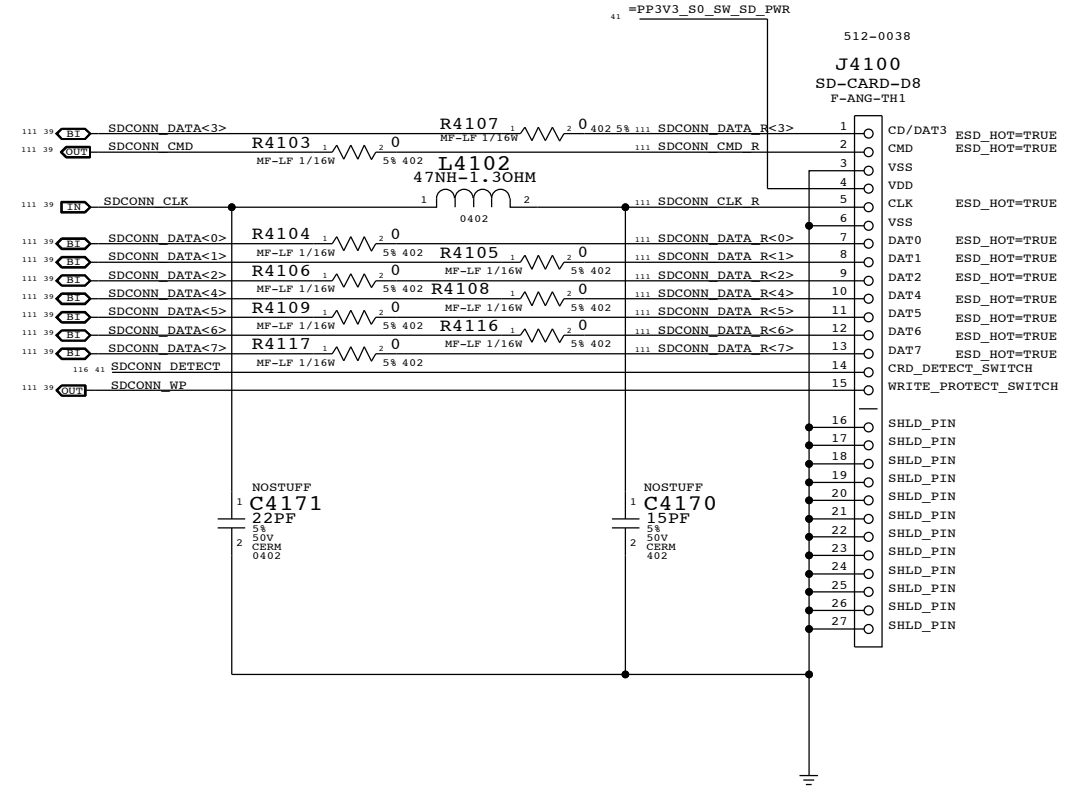 41 =PP3V3_S0_SW_SD_PWR
512-0038
J4100
SD-CARD-D8
F-ANG-TH1
111 39 BI SDCONN_DATA<3> R4107 1 2 0 402 5% MF-LF 1/16W 111 SDCONN_DATA_R<3> 1 CD/DAT3 ESD_HOT=TRUE
111 39 OUT SDCONN_CMD R4103 1 2 0 MF-LF 1/16W 5% 402 111 SDCONN_CMD_R 2 CMD ESD_HOT=TRUE
3 VSS
4 VDD
L4102
47NH-1.3OHM
111 39 IN SDCONN_CLK 1 2 111 SDCONN_CLK_R 5 CLK ESD_HOT=TRUE
0402
6 VSS
111 39 BI SDCONN_DATA<0> R4104 1 2 0 MF-LF 1/16W 5% 402 111 SDCONN_DATA_R<0> 7 DAT0 ESD_HOT=TRUE
111 39 BI SDCONN_DATA<1> R4105 1 2 0 MF-LF 1/16W 5% 402 111 SDCONN_DATA_R<1> 8 DAT1 ESD_HOT=TRUE
111 39 BI SDCONN_DATA<2> R4106 1 2 0 MF-LF 1/16W 5% 402 111 SDCONN_DATA_R<2> 9 DAT2 ESD_HOT=TRUE
111 39 BI SDCONN_DATA<4> R4108 1 2 0 MF-LF 1/16W 5% 402 111 SDCONN_DATA_R<4> 10 DAT4 ESD_HOT=TRUE
111 39 BI SDCONN_DATA<5> R4109 1 2 0 MF-LF 1/16W 5% 402 111 SDCONN_DATA_R<5> 11 DAT5 ESD_HOT=TRUE
111 39 BI SDCONN_DATA<6> R4116 1 2 0 MF-LF 1/16W 5% 402 111 SDCONN_DATA_R<6> 12 DAT6 ESD_HOT=TRUE
111 39 BI SDCONN_DATA<7> R4117 1 2 0 MF-LF 1/16W 5% 402 111 SDCONN_DATA_R<7> 13 DAT7 ESD_HOT=TRUE
116 41 SDCONN_DETECT 14 CRD_DETECT_SWITCH
111 39 OUT SDCONN_WP 15 WRITE_PROTECT_SWITCH
16 SHLD_PIN
17 SHLD_PIN
18 SHLD_PIN
19 SHLD_PIN
20 SHLD_PIN
21 SHLD_PIN
22 SHLD_PIN
23 SHLD_PIN
24 SHLD_PIN
25 SHLD_PIN
26 SHLD_PIN
27 SHLD_PIN
NOSTUFF
1 C4171
22PF
5%
50V
2 CERM
0402
NOSTUFF
1 C4170
15PF
5%
50V
2 CERM
402